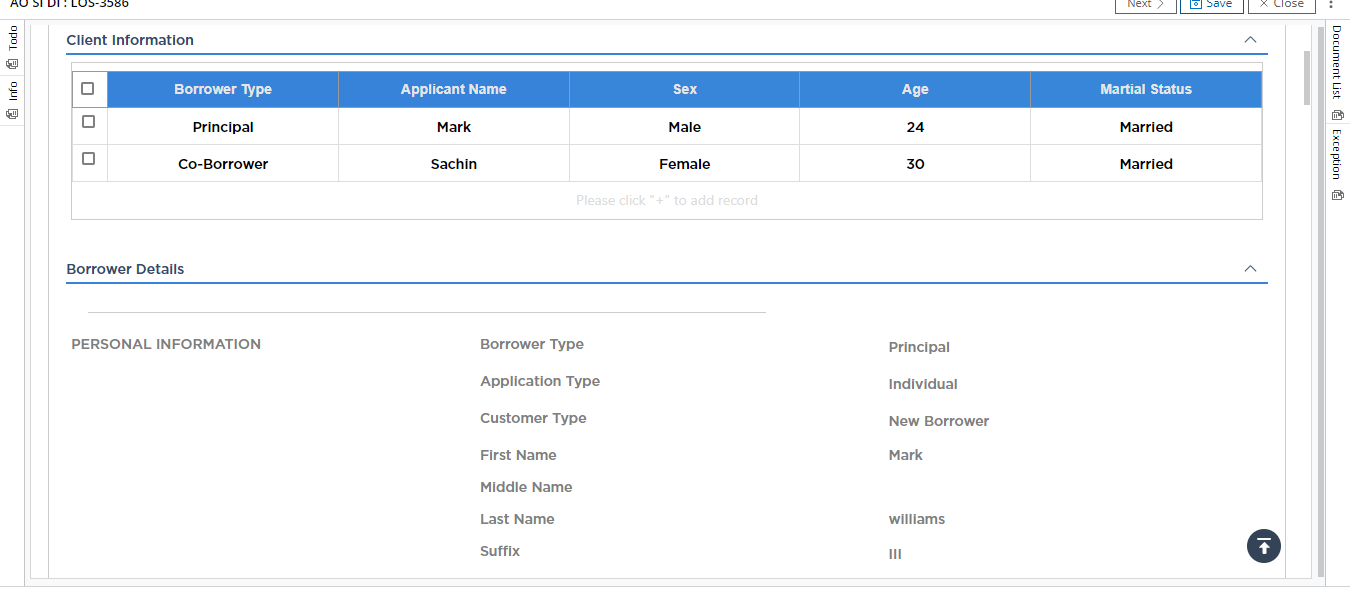 AO SI DI : LOS-3586
Next Save Close
Todo
Info
Document List
Exception
Client Information
Borrower Type Applicant Name Sex Age Martial Status
Principal Mark Male 24 Married
Co-Borrower Sachin Female 30 Married
Please click "+" to add record
Borrower Details
PERSONAL INFORMATION
Borrower Type Principal
Application Type Individual
Customer Type New Borrower
First Name Mark
Middle Name
Last Name williams
Suffix III